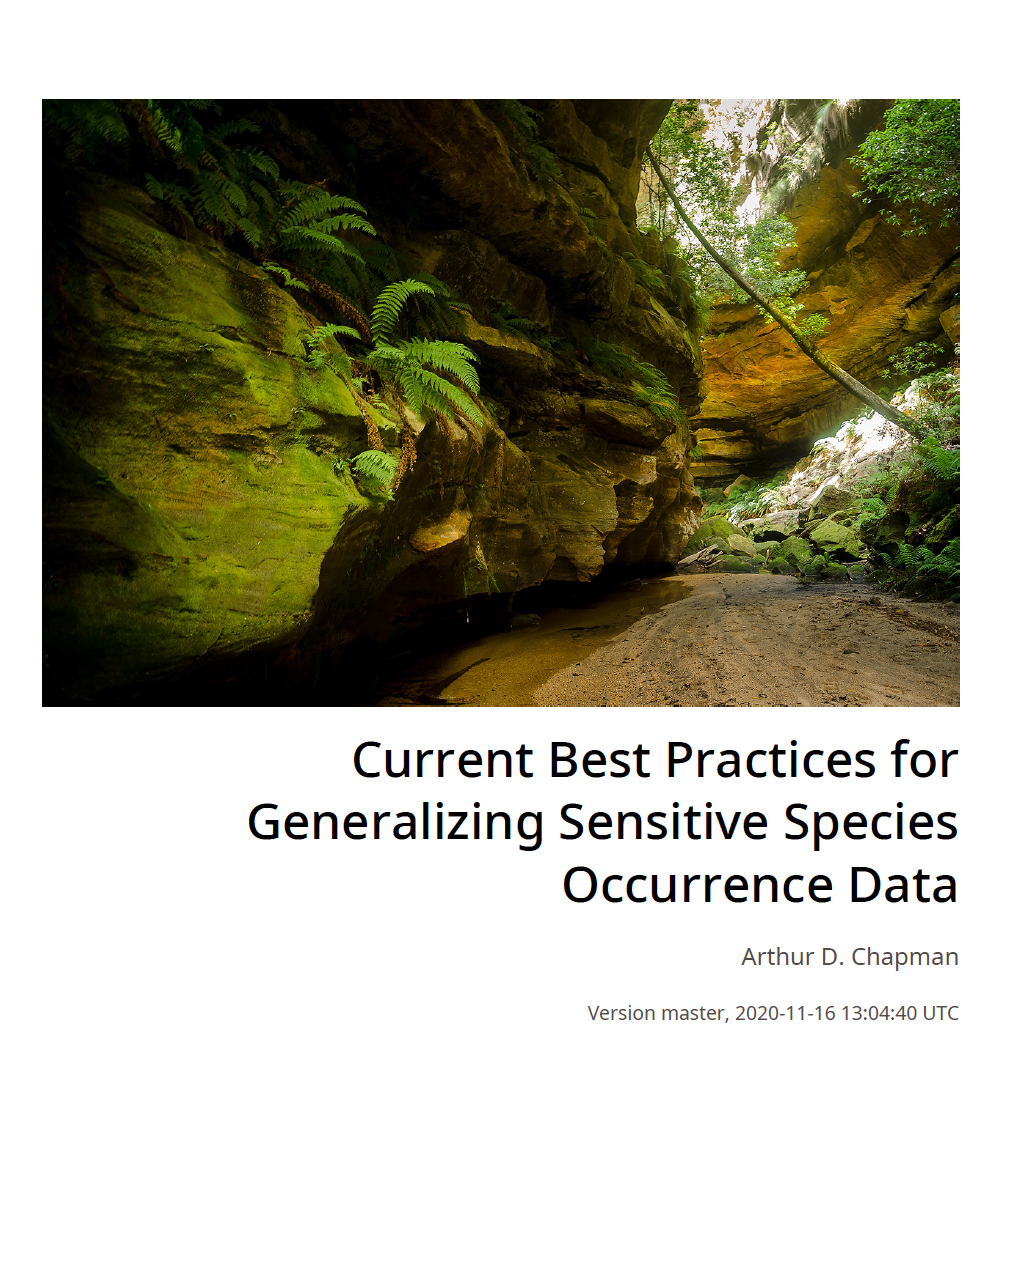 Current Best Practices for
Generalizing Sensitive Species
Occurrence Data
Arthur D. Chapman
Version master, 2020-11-16 13:04:40 UTC